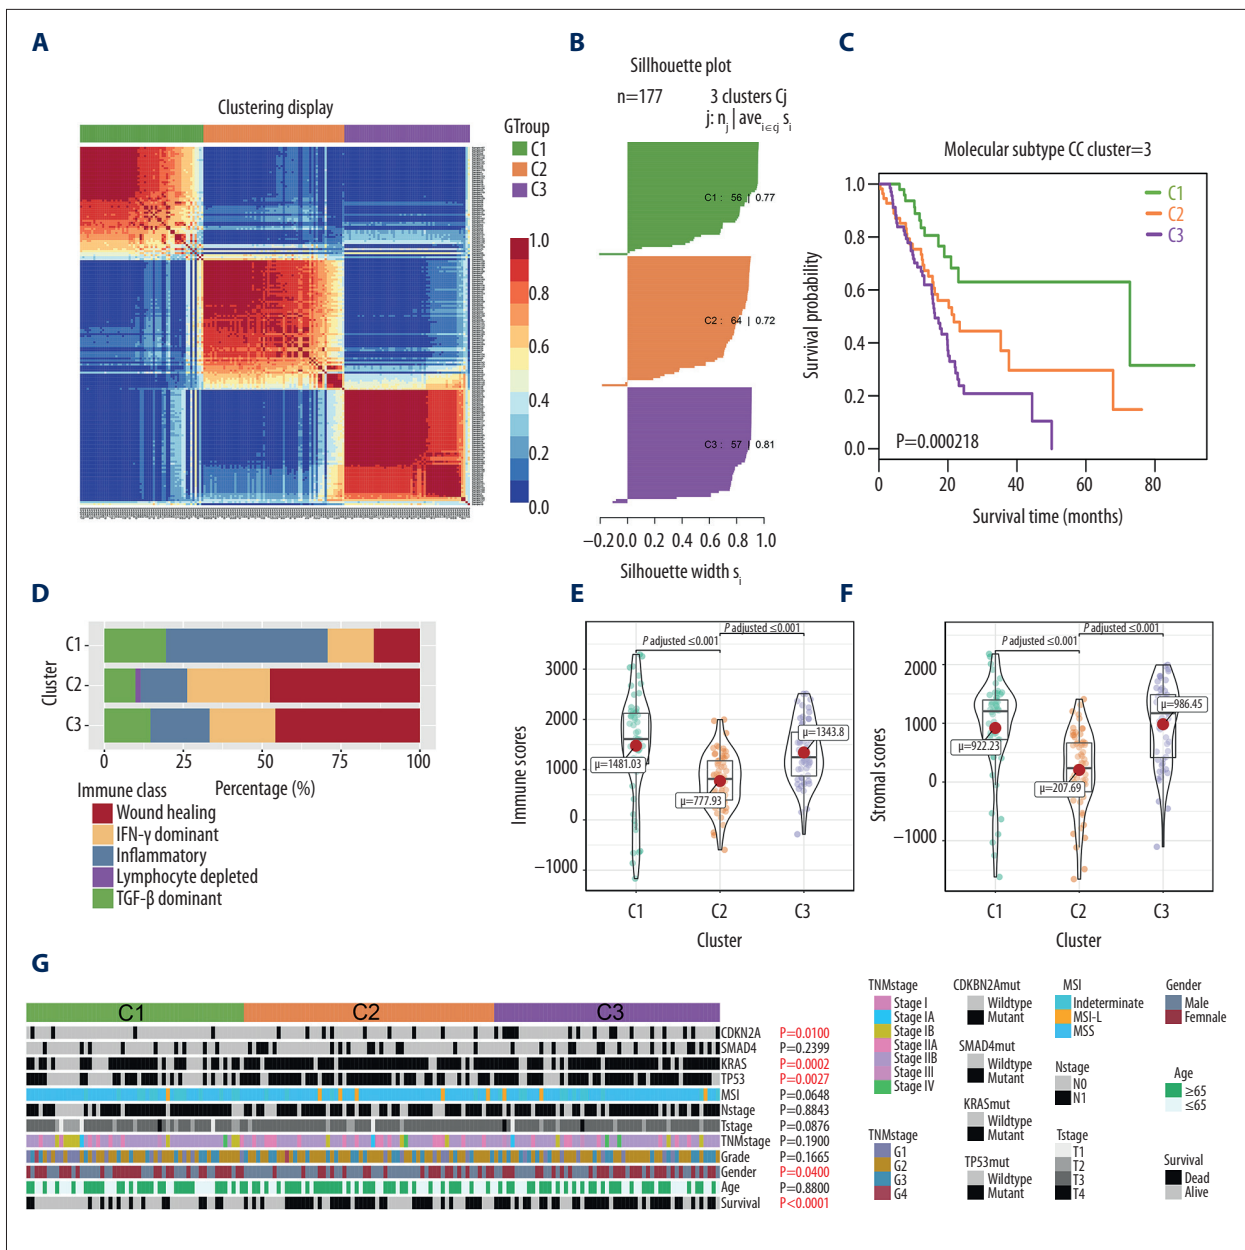 A
Clustering display
GTroup
C1
C2
C3
1.0
0.8
0.6
0.4
0.2
0.0
B
Sillhouette plot
n=177
3 clusters Cj
j: nj | ave i∈cj si
C1 : 56 | 0.77
C2 : 64 | 0.72
C3 : 57 | 0.81
−0.2 0.0 0.2 0.4 0.6 0.8 1.0
Silhouette width si
C
Molecular subtype CC cluster=3
Survival probability
1.0
0.8
0.6
0.4
0.2
0.0
C1
C2
C3
P=0.000218
0 20 40 60 80
Survival time (months)
D
Cluster
C1
C2
C3
0 25 50 75 100
Percentage (%)
Immune class
Wound healing
IFN-γ dominant
Inflammatory
Lymphocyte depleted
TGF-β dominant
E
Immune scores
3000
2000
1000
0
−1000
P adjusted ≤0.001
P adjusted ≤0.001
μ=1481.03
μ=777.93
μ=1343.8
C1 C2 C3
Cluster
F
Stromal scores
2000
1000
0
−1000
P adjusted ≤0.001
P adjusted ≤0.001
μ=922.23
μ=207.69
μ=986.45
C1 C2 C3
Cluster
G
C1 C2 C3
CDKN2A P=0.0100
SMAD4 P=0.2399
KRAS P=0.0002
TP53 P=0.0027
MSI P=0.0648
Nstage P=0.8843
Tstage P=0.0876
TNMstage P=0.1900
Grade P=0.1665
Gender P=0.0400
Age P=0.8800
Survival P<0.0001
TNMstage
Stage I
Stage IA
Stage IB
Stage IIA
Stage IIB
Stage III
Stage IV
TNMstage
G1
G2
G3
G4
CDKBN2Amut
Wildtype
Mutant
SMAD4mut
Wildtype
Mutant
KRASmut
Wildtype
Mutant
TP53mut
Wildtype
Mutant
MSI
Indeterminate
MSI-L
MSS
Nstage
N0
N1
Tstage
T1
T2
T3
T4
Gender
Male
Femnale
Age
≥65
≤65
Survival
Dead
Alive